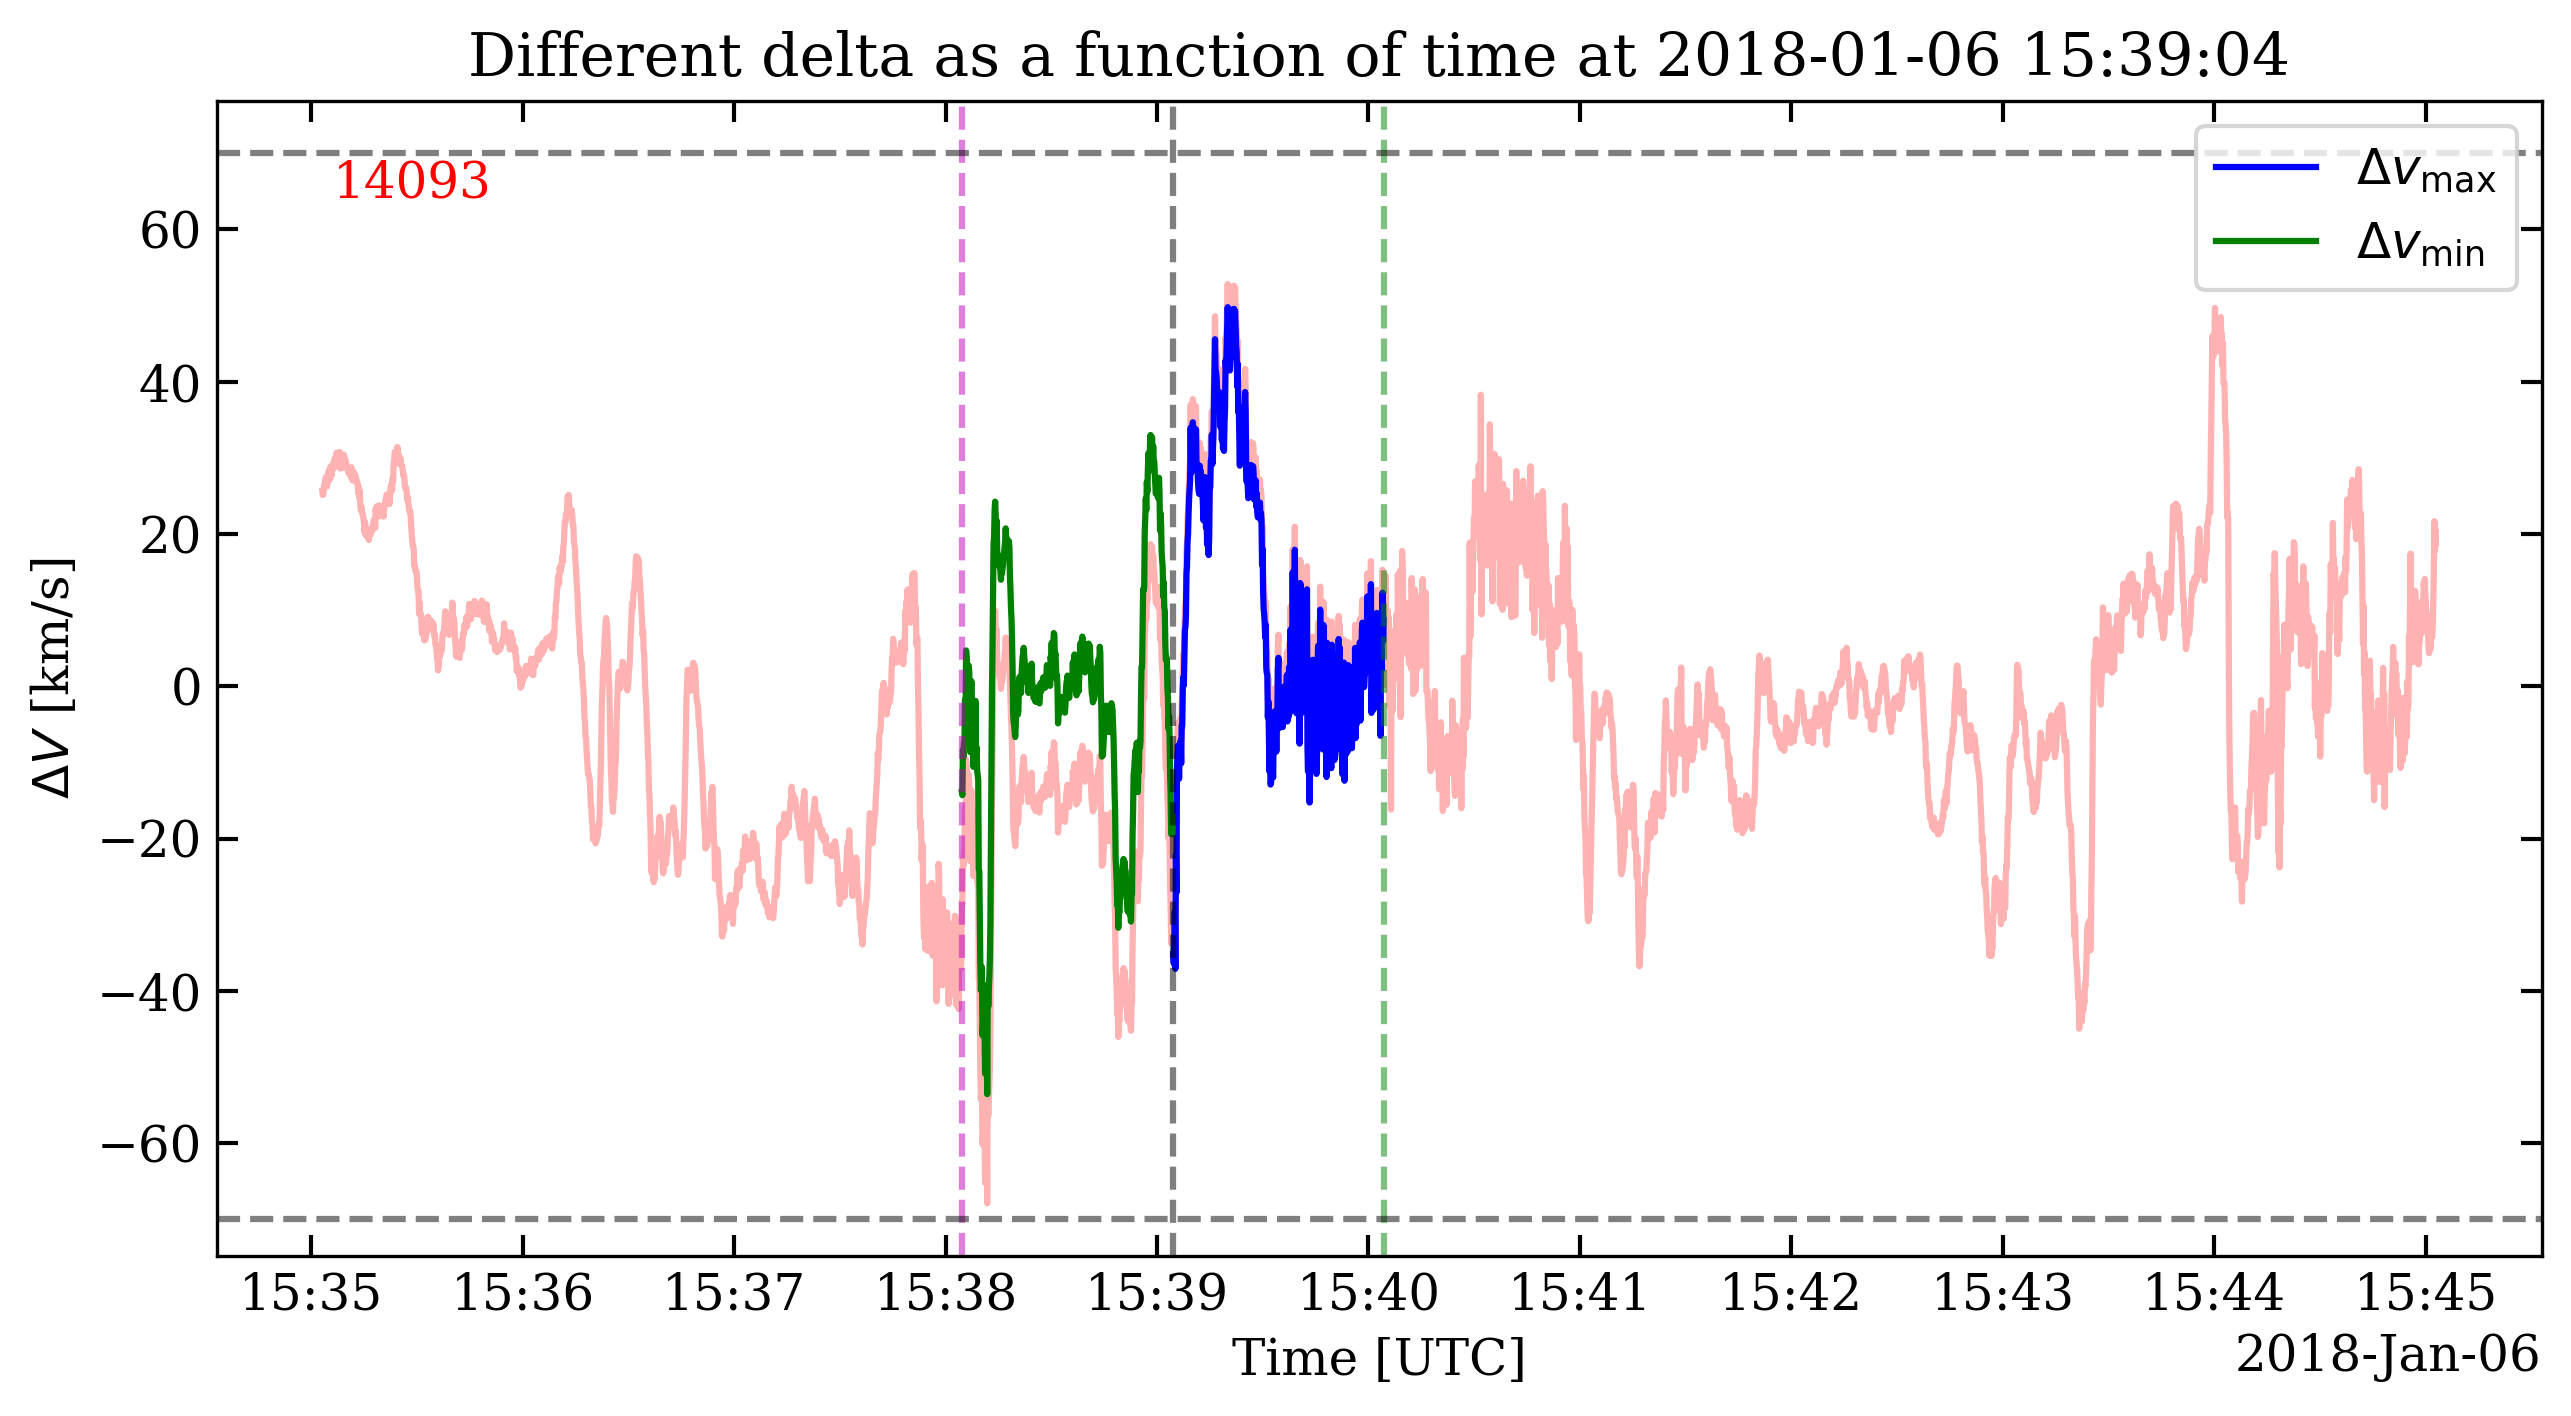 Different delta as a function of time at 2018-01-06 15:39:04
14093
Δv_max
Δv_min
ΔV [km/s]
60
40
20
0
−20
−40
−60
15:35 15:36 15:37 15:38 15:39 15:40 15:41 15:42 15:43 15:44 15:45
Time [UTC]
2018-Jan-06